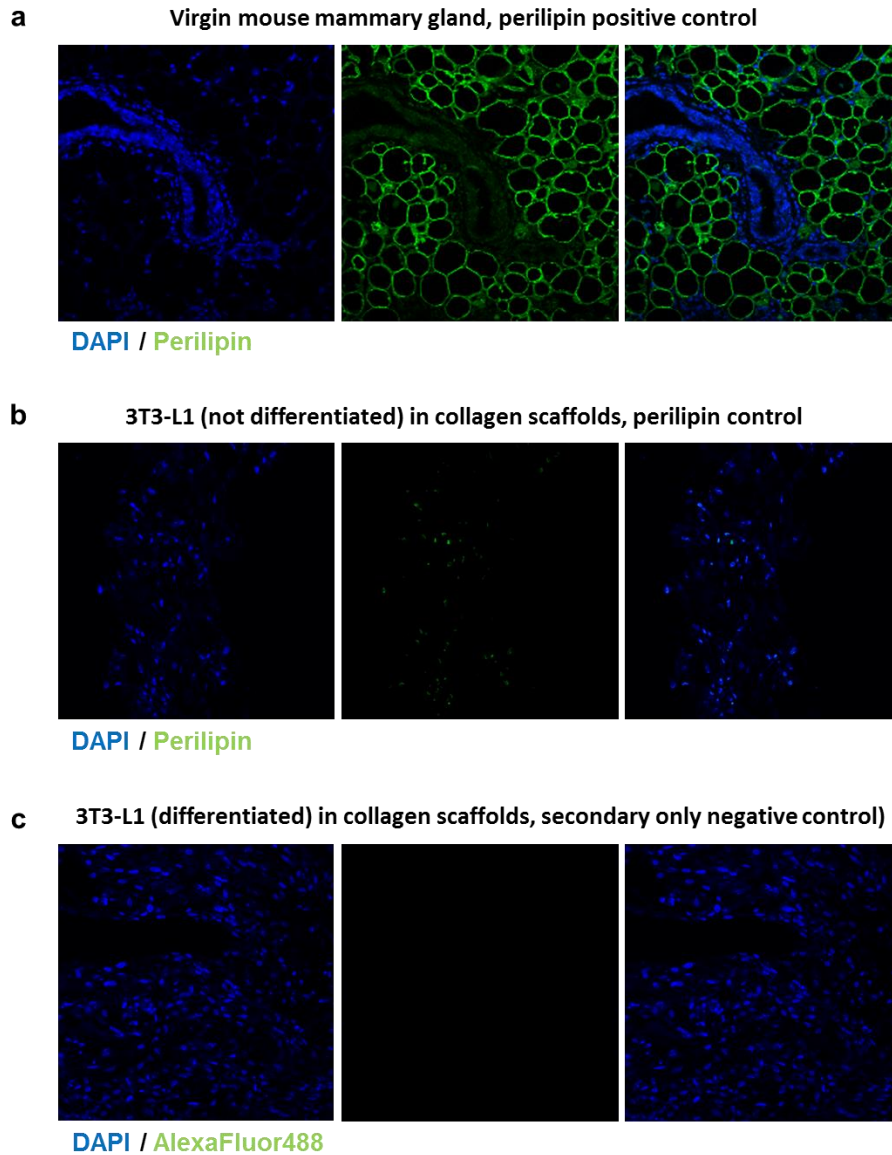 a
Virgin mouse mammary gland, perilipin positive control
DAPI / Perilipin
b
3T3-L1 (not differentiated) in collagen scaffolds, perilipin control
DAPI / Perilipin
c
3T3-L1 (differentiated) in collagen scaffolds, secondary only negative control)
DAPI / AlexaFluor488